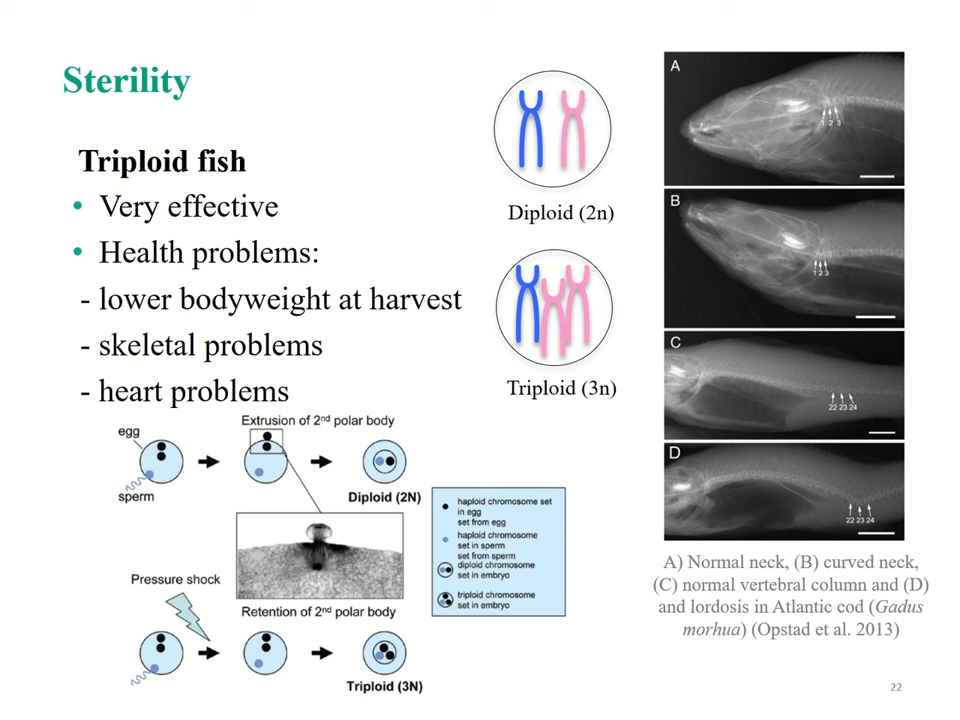 Sterility
Triploid fish
• Very effective
• Health problems:
- lower bodyweight at harvest
- skeletal problems
- heart problems
Diploid (2n)
Triploid (3n)
egg
sperm
Extrusion of 2nd polar body
Diploid (2N)
Pressure shock
Retention of 2nd polar body
Triploid (3N)
haploid chromosome set
in egg
set from egg
haploid chromosome
set in sperm
set from sperm
diploid chromosome
set in embryo
triploid chromosome
set in embryo
A
1 2 3
B
1 2 3
C
22 23 24
D
22 23 24
A) Normal neck, (B) curved neck,
(C) normal vertebral column and (D)
and lordosis in Atlantic cod (Gadus
morhua) (Opstad et al. 2013)
22